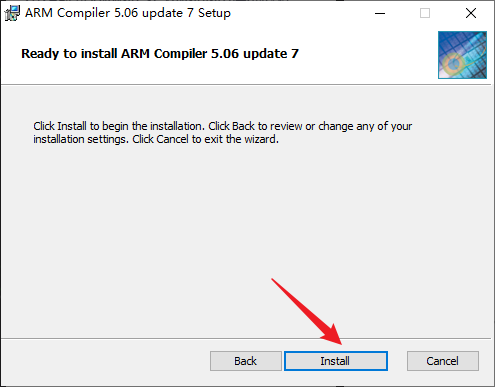 ARM Compiler 5.06 update 7 Setup
Ready to install ARM Compiler 5.06 update 7
Click Install to begin the installation. Click Back to review or change any of your
installation settings. Click Cancel to exit the wizard.
Back Install Cancel